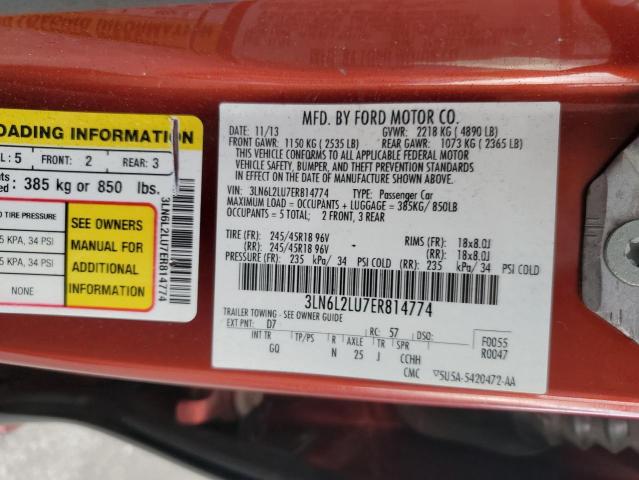 OADING INFORMATION
L: 5 FRONT: 2 REAR: 3
ed: 385 kg or 850 lbs.
D TIRE PRESSURE
5 KPA, 34 PSI
5 KPA, 34 PSI
NONE
SEE OWNERS
MANUAL FOR
ADDITIONAL
INFORMATION
3LN6L2LU7ER814774
MFD. BY FORD MOTOR CO.
DATE: 11/13 GVWR: 2218 KG ( 4890 LB)
FRONT GAWR: 1150 KG ( 2535 LB) REAR GAWR: 1073 KG ( 2365 LB)
THIS VEHICLE CONFORMS TO ALL APPLICABLE FEDERAL MOTOR
VEHICLE SAFETY, BUMPER, AND THEFT PREVENTION STANDARDS
IN EFFECT ON THE DATE OF MANUFACTURE SHOWN ABOVE.
VIN: 3LN6L2LU7ER814774 TYPE: Passenger Car
MAXIMUM LOAD = OCCUPANTS + LUGGAGE = 385KG/ 850LB
OCCUPANTS = 5 TOTAL; 2 FRONT, 3 REAR
TIRE (FR): 245/45R18 96V RIMS (FR): 18x8.0J
(RR): 245/45R18 96V (RR): 18x8.0J
PRESSURE (FR): 235 kPa/ 34 PSI COLD (RR): 235 kPa/ 34 PSI COLD
3LN6L2LU7ER814774
TRAILER TOWING - SEE OWNER GUIDE
EXT PNT: D7 RC: 57 DSO: F0055
INT TR TP/PS R AXLE TR SPR R0047
GQ N 25 J CCHH
CMC 5U5A-5420472-AA